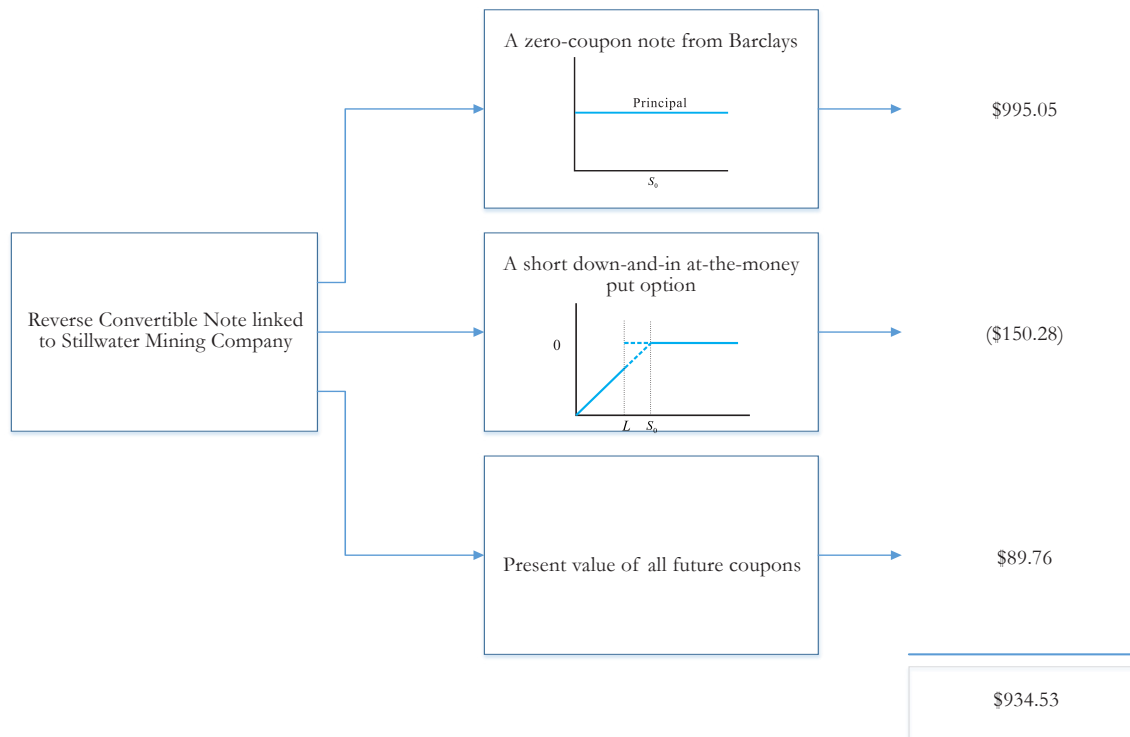 A zero-coupon note from Barclays
Principal
S₀
$995.05
Reverse Convertible Note linked
to Stillwater Mining Company
A short down-and-in at-the-money
put option
0
L S₀
($150.28)
Present value of all future coupons
$89.76
$934.53